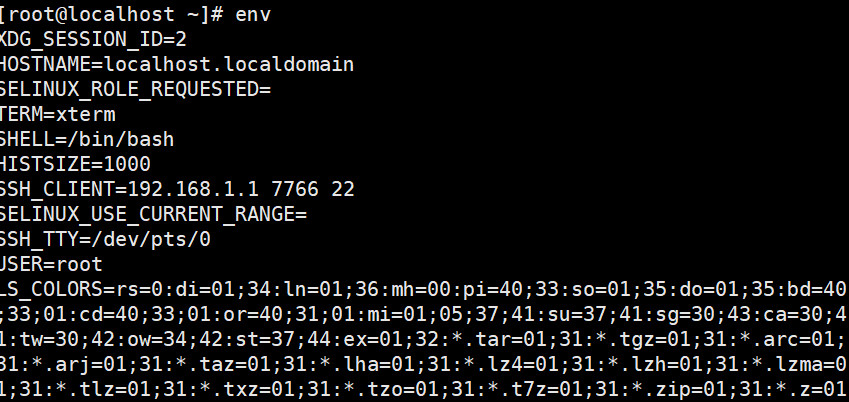 [root@localhost ~]# env
XDG_SESSION_ID=2
HOSTNAME=localhost.localdomain
SELINUX_ROLE_REQUESTED=
TERM=xterm
SHELL=/bin/bash
HISTSIZE=1000
SSH_CLIENT=192.168.1.1 7766 22
SELINUX_USE_CURRENT_RANGE=
SSH_TTY=/dev/pts/0
USER=root
LS_COLORS=rs=0:di=01;34:ln=01;36:mh=00:pi=40;33:so=01;35:do=01;35:bd=40
;33;01:cd=40;33;01:or=40;31;01:mi=01;05;37;41:su=37;41:sg=30;43:ca=30;4
1:tw=30;42:ow=34;42:st=37;44:ex=01;32:*.tar=01;31:*.tgz=01;31:*.arc=01;
31:*.arj=01;31:*.taz=01;31:*.lha=01;31:*.lz4=01;31:*.lzh=01;31:*.lzma=0
1;31:*.tlz=01;31:*.txz=01;31:*.tzo=01;31:*.t7z=01;31:*.zip=01;31:*.z=01